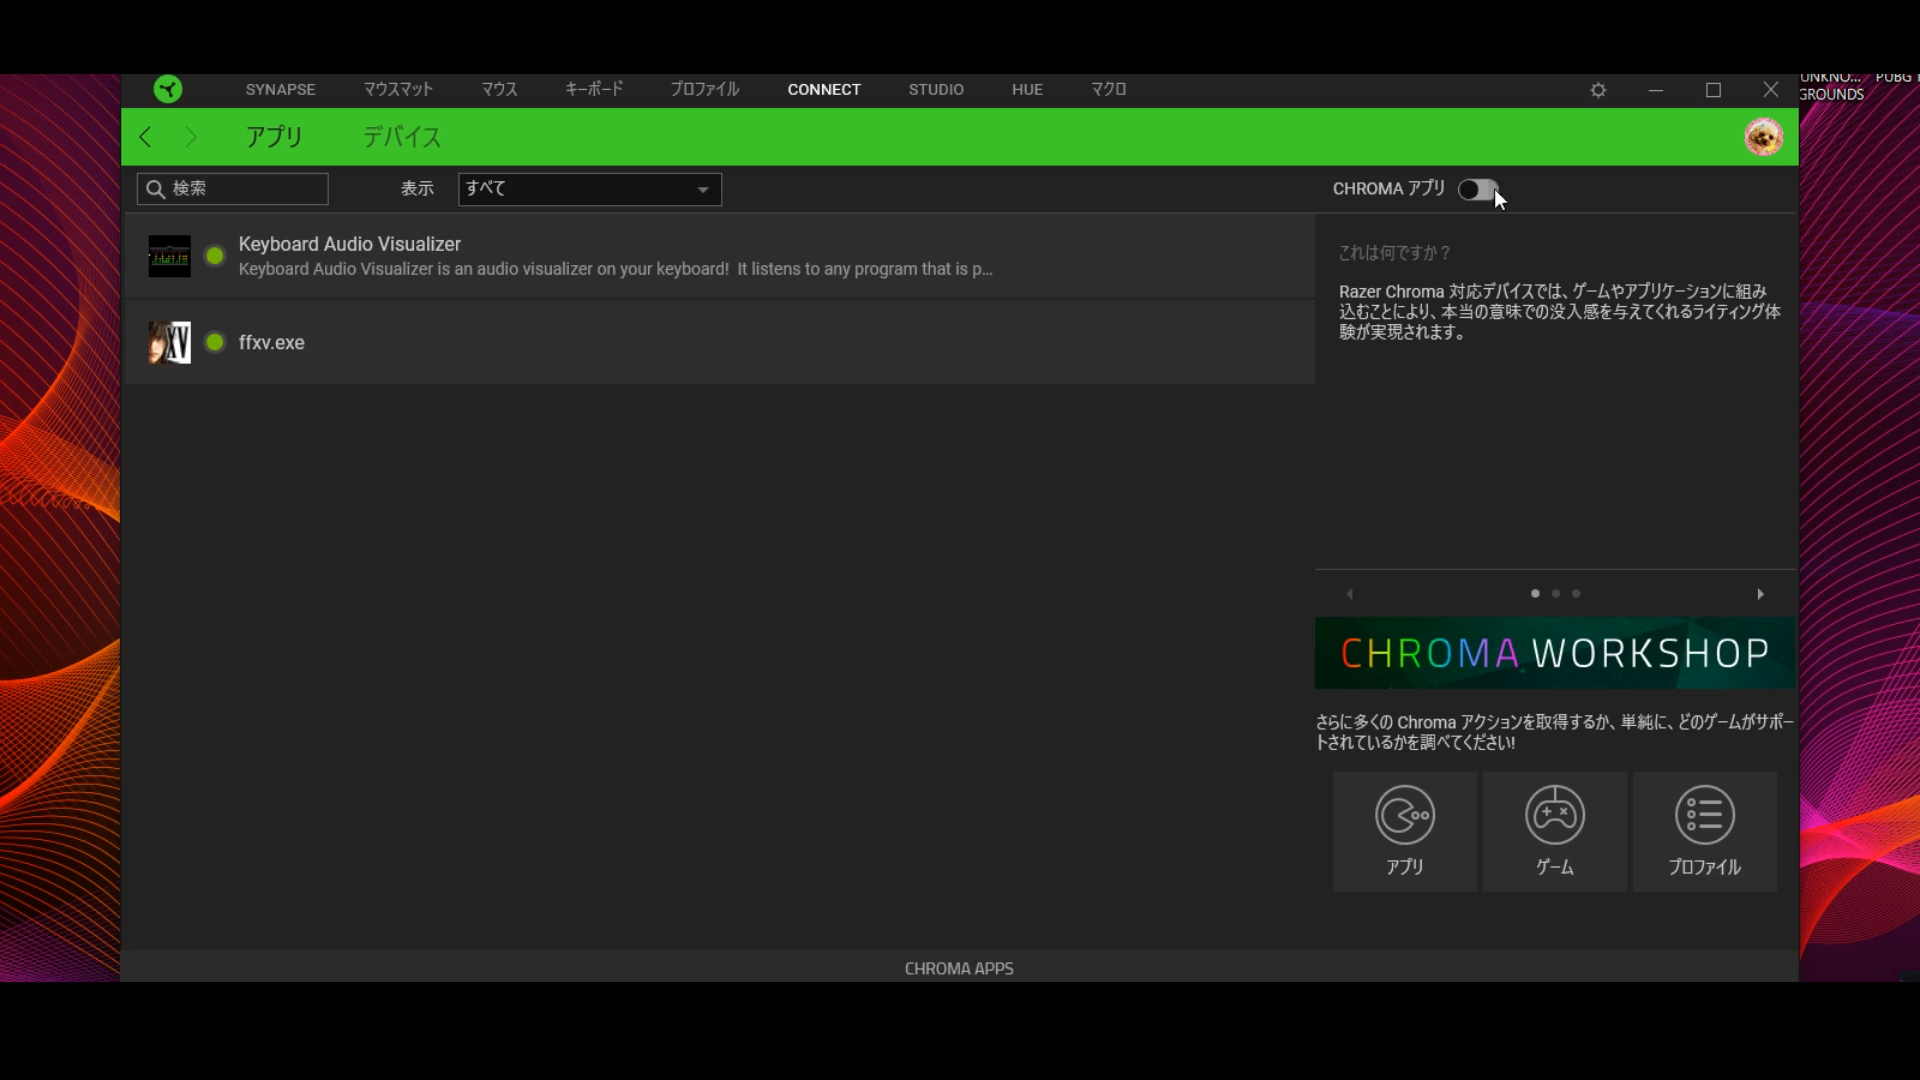 SYNAPSE マウスマット マウス キーボード プロファイル CONNECT STUDIO HUE マクロ
UNKNO... PUBG
GROUNDS
アプリ デバイス
検索 表示 すべて CHROMA アプリ
Keyboard Audio Visualizer
Keyboard Audio Visualizer is an audio visualizer on your keyboard! It listens to any program that is p...
ffxv.exe
これは何ですか？
Razer Chroma 対応デバイスでは、ゲームやアプリケーションに組み
込むことにより、本当の意味での没入感を与えてくれるライティング体
験が実現されます。
CHROMA WORKSHOP
さらに多くの Chroma アクションを取得するか、単純に、どのゲームがサポー
トされているかを調べてください!
アプリ ゲーム プロファイル
CHROMA APPS